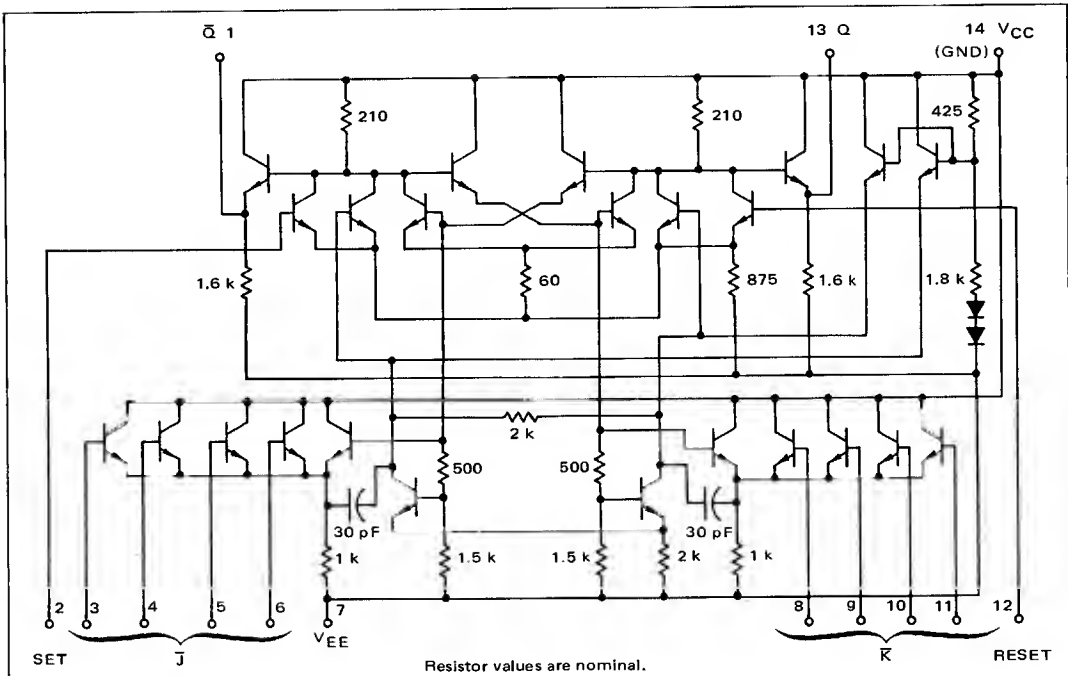 Q̅ 1
13 Q
14 VCC
(GND)
210
210
425
1.6 k
60
875
1.6 k
1.8 k
2 k
500
500
30 pF
30 pF
1 k
1.5 k
1.5 k
2 k
1 k
2
3
4
5
6
7
8
9
10
11
12
SET
J̅
VEE
K̅
RESET
Resistor values are nominal.